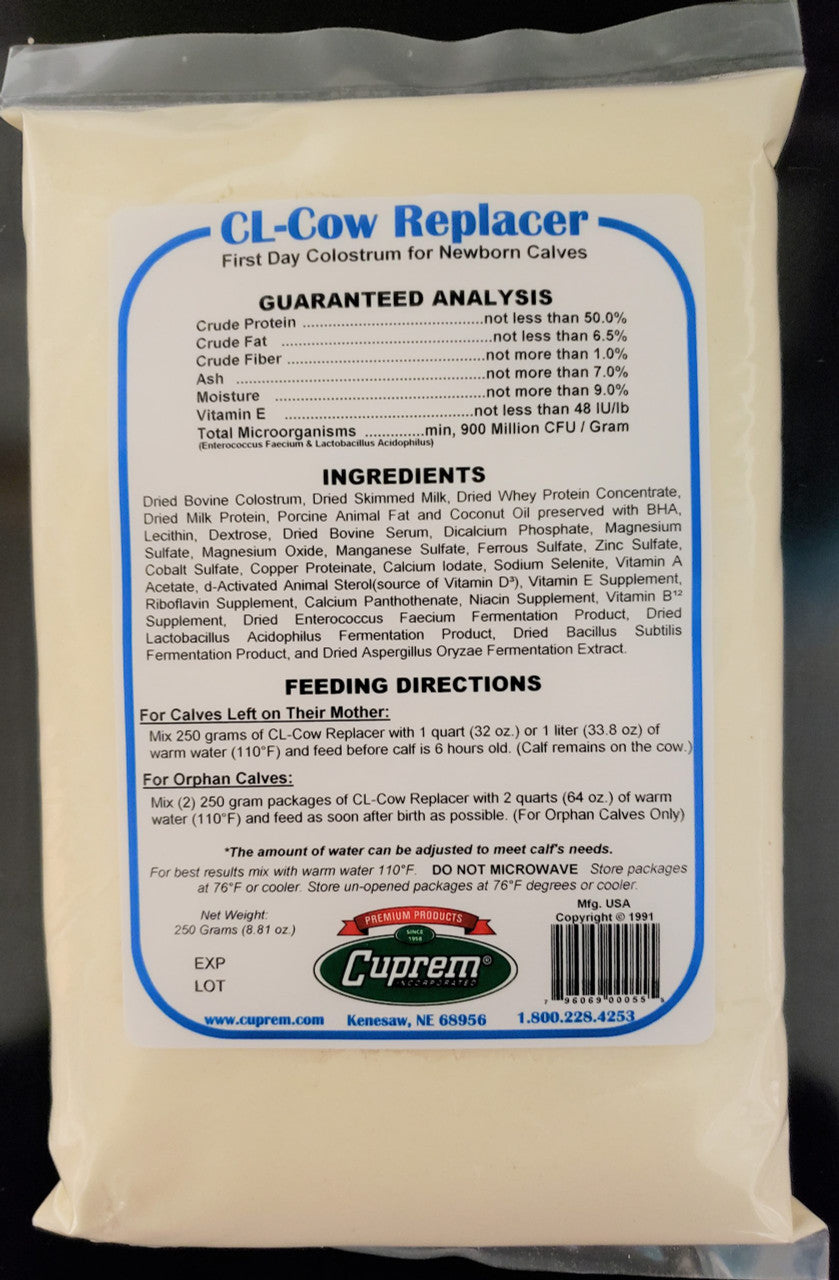 CL-Cow Replacer
First Day Colostrum for Newborn Calves
GUARANTEED ANALYSIS
Crude Protein ............................................not less than 50.0%
Crude Fat .....................................................not less than 6.5%
Crude Fiber ................................................not more than 1.0%
Ash .............................................................not more than 7.0%
Moisture ....................................................not more than 9.0%
Vitamin E ..............................................not less than 48 IU/lb
Total Microorganisms ..............min, 900 Million CFU / Gram
(Enterococcus Faecium & Lactobacillus Acidophilus)
INGREDIENTS
Dried Bovine Colostrum, Dried Skimmed Milk, Dried Whey Protein Concentrate,
Dried Milk Protein, Porcine Animal Fat and Coconut Oil preserved with BHA,
Lecithin, Dextrose, Dried Bovine Serum, Dicalcium Phosphate, Magnesium
Sulfate, Magnesium Oxide, Manganese Sulfate, Ferrous Sulfate, Zinc Sulfate,
Cobalt Sulfate, Copper Proteinate, Calcium Iodate, Sodium Selenite, Vitamin A
Acetate, d-Activated Animal Sterol(source of Vitamin D³), Vitamin E Supplement,
Riboflavin Supplement, Calcium Panthothenate, Niacin Supplement, Vitamin B¹²
Supplement, Dried Enterococcus Faecium Fermentation Product, Dried
Lactobacillus Acidophilus Fermentation Product, Dried Bacillus Subtilis
Fermentation Product, and Dried Aspergillus Oryzae Fermentation Extract.
FEEDING DIRECTIONS
For Calves Left on Their Mother:
Mix 250 grams of CL-Cow Replacer with 1 quart (32 oz.) or 1 liter (33.8 oz) of
warm water (110°F) and feed before calf is 6 hours old. (Calf remains on the cow.)
For Orphan Calves:
Mix (2) 250 gram packages of CL-Cow Replacer with 2 quarts (64 oz.) of warm
water (110°F) and feed as soon after birth as possible. (For Orphan Calves Only)
*The amount of water can be adjusted to meet calf's needs.
For best results mix with warm water 110°F. DO NOT MICROWAVE Store packages
at 76°F or cooler. Store un-opened packages at 76°F degrees or cooler.
Net Weight:
250 Grams (8.81 oz.)
EXP
LOT
PREMIUM PRODUCTS
SINCE
1958
Cuprem®
INCORPORATED
Mfg. USA
Copyright © 1991
7 96069 00055 5
www.cuprem.com Kenesaw, NE 68956 1.800.228.4253